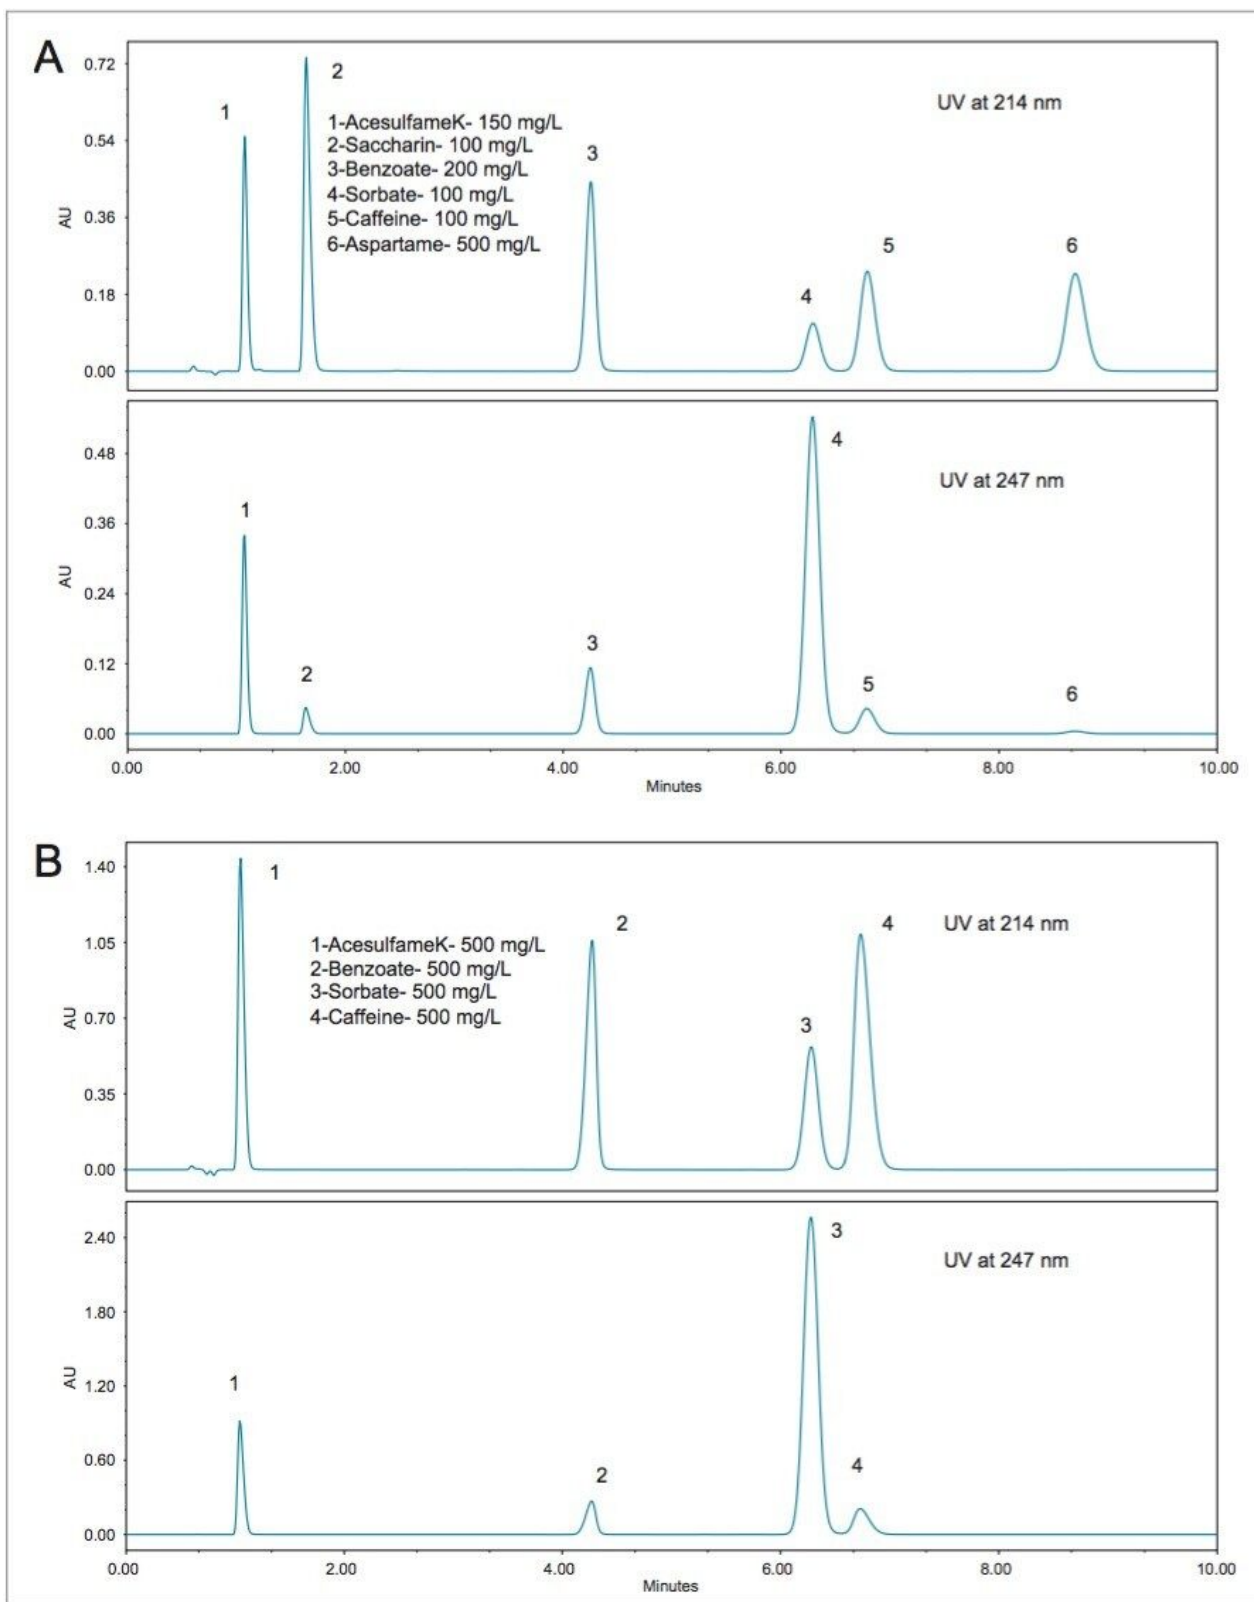 A
0.72
0.54
0.36
0.18
0.00
AU
1
2
1-AcesulfameK- 150 mg/L
2-Saccharin- 100 mg/L
3-Benzoate- 200 mg/L
4-Sorbate- 100 mg/L
5-Caffeine- 100 mg/L
6-Aspartame- 500 mg/L
3
4
5
6
UV at 214 nm
0.48
0.36
0.24
0.12
0.00
AU
1
2
3
4
5
6
UV at 247 nm
0.00 2.00 4.00 6.00 8.00 10.00
Minutes
B
1.40
1.05
0.70
0.35
0.00
AU
1
1-AcesulfameK- 500 mg/L
2-Benzoate- 500 mg/L
3-Sorbate- 500 mg/L
4-Caffeine- 500 mg/L
2
3
4
UV at 214 nm
2.40
1.80
1.20
0.60
0.00
AU
1
2
3
4
UV at 247 nm
0.00 2.00 4.00 6.00 8.00 10.00
Minutes